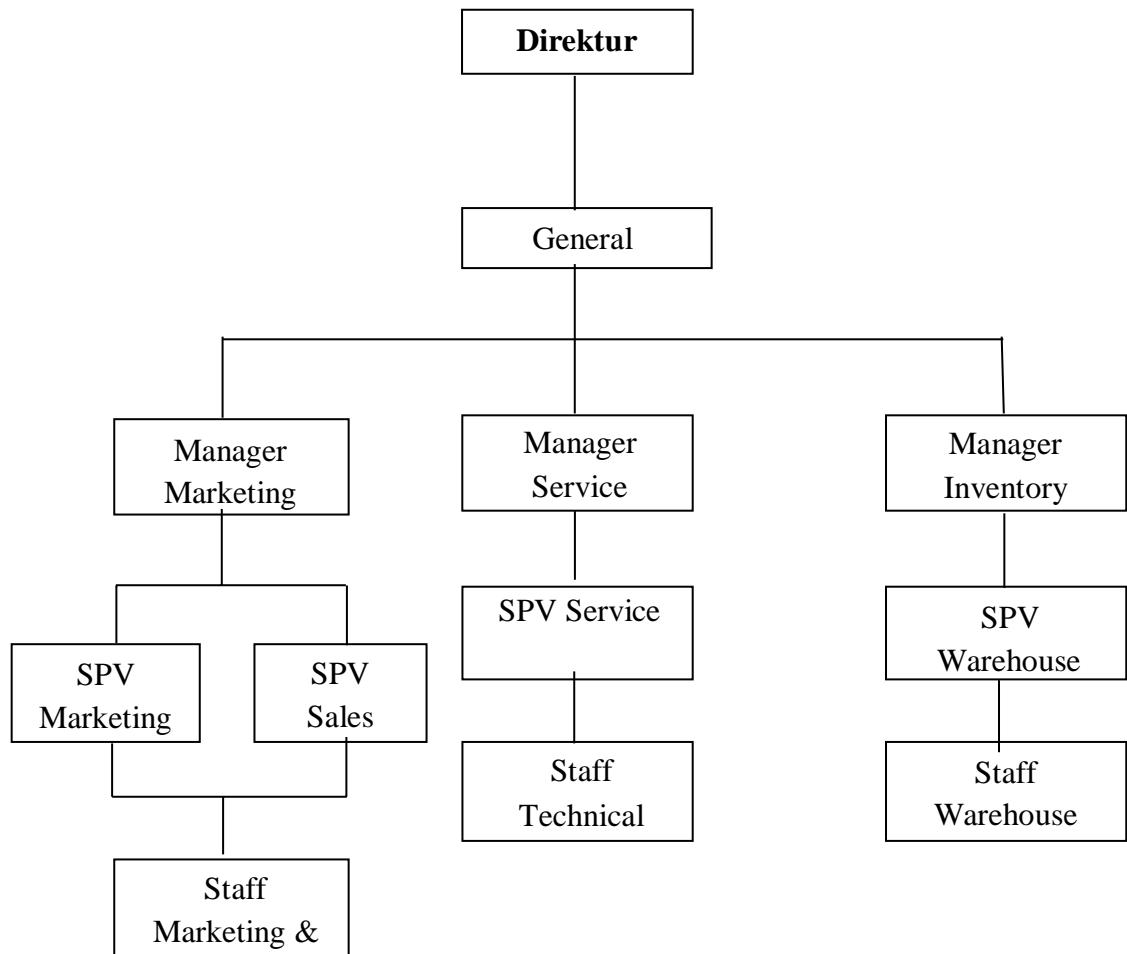 Direktur
General
Manager
Marketing
Manager
Service
Manager
Inventory
SPV
Marketing
SPV
Sales
SPV Service
SPV
Warehouse
Staff
Technical
Staff
Warehouse
Staff
Marketing &